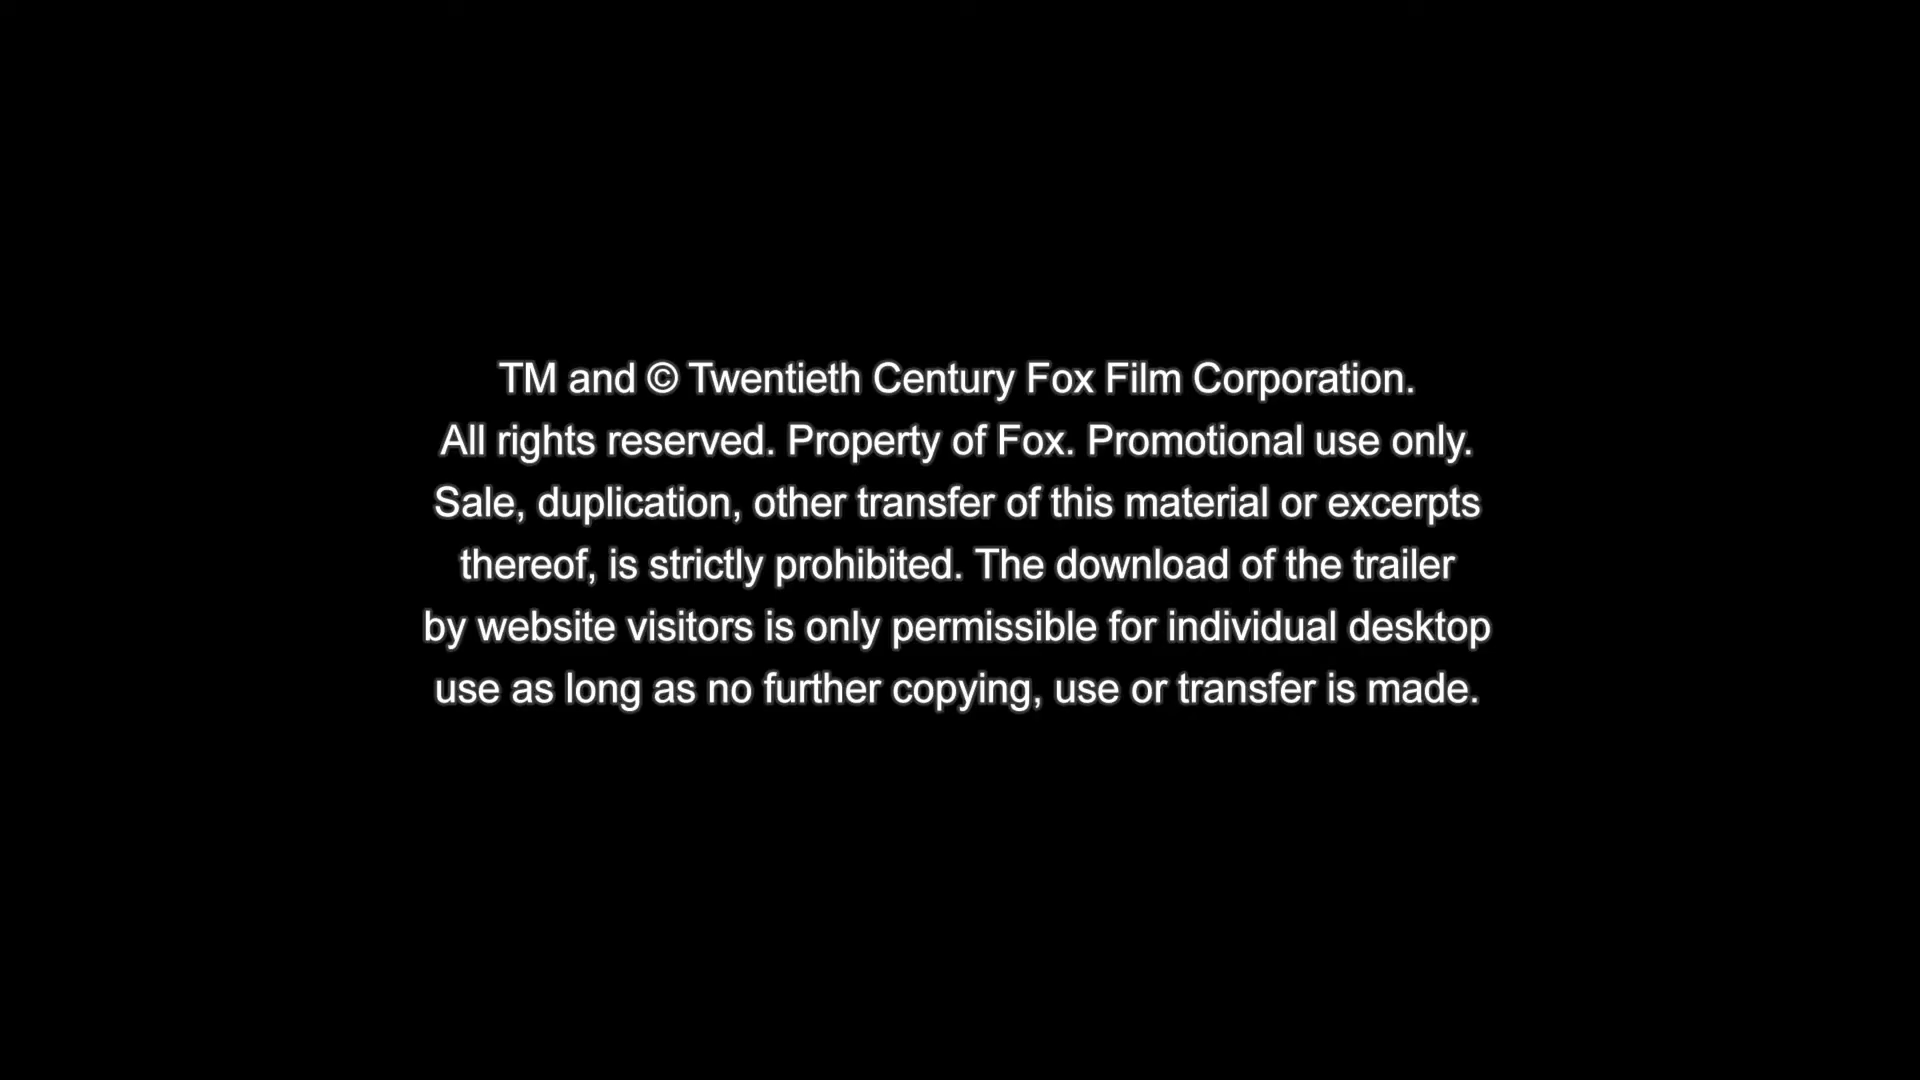 TM and © Twentieth Century Fox Film Corporation.
All rights reserved. Property of Fox. Promotional use only.
Sale, duplication, other transfer of this material or excerpts
thereof, is strictly prohibited. The download of the trailer
by website visitors is only permissible for individual desktop
use as long as no further copying, use or transfer is made.